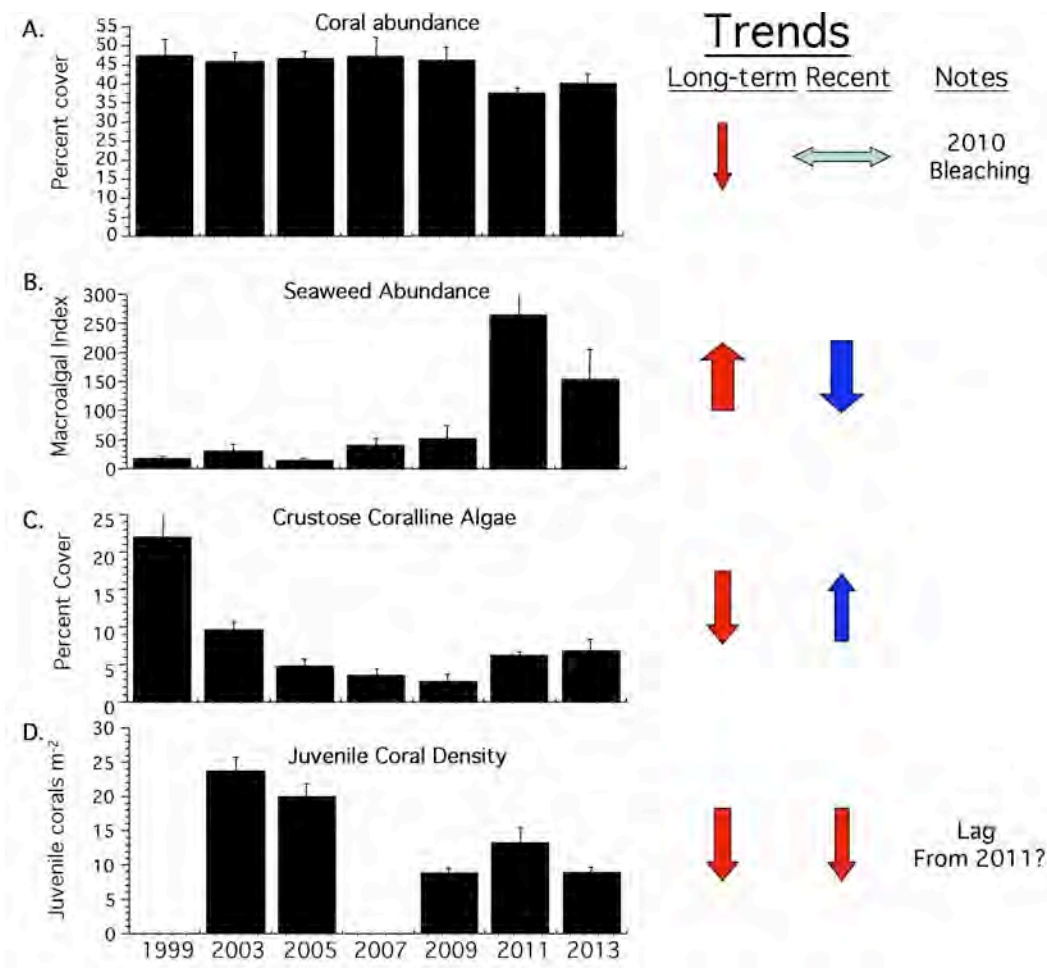 Trends
Long-term Recent Notes
A.
Coral abundance
Percent cover
55
50
45
40
35
30
25
20
15
10
5
0
2010
Bleaching
B.
Seaweed Abundance
Macroalgal Index
300
250
200
150
100
50
0
C.
Crustose Coralline Algae
Percent Cover
25
20
15
10
5
0
D.
Juvenile Coral Density
Juvenile corals m-2
30
25
20
15
10
5
0
1999 2003 2005 2007 2009 2011 2013
Lag
From 2011?